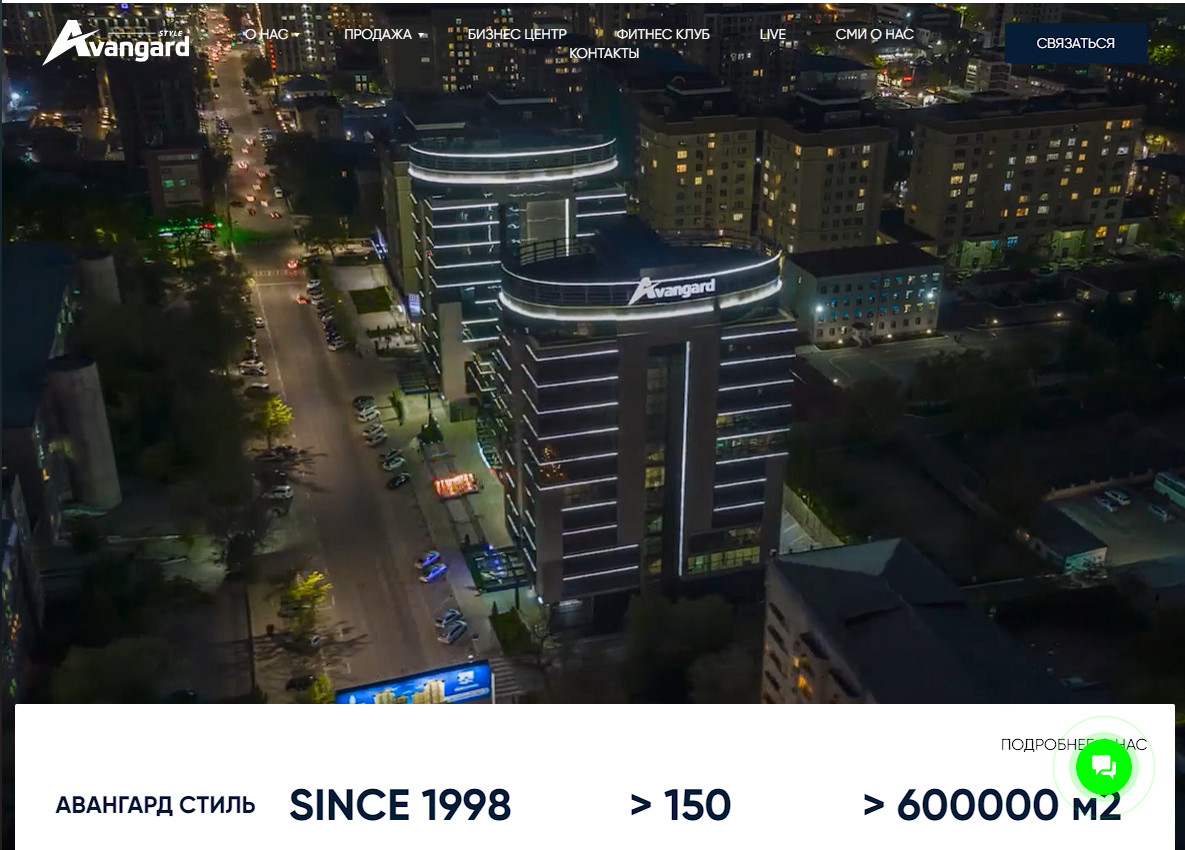 Avangard STYLE
О НАС
ПРОДАЖА
БИЗНЕС ЦЕНТР
ФИТНЕС КЛУБ
LIVE
СМИ О НАС
КОНТАКТЫ
СВЯЗАТЬСЯ
Avangard
АВАНГАРД СТИЛЬ
SINCE 1998
> 150
> 600000 м2
ПОДРОБНЕЕ О НАС